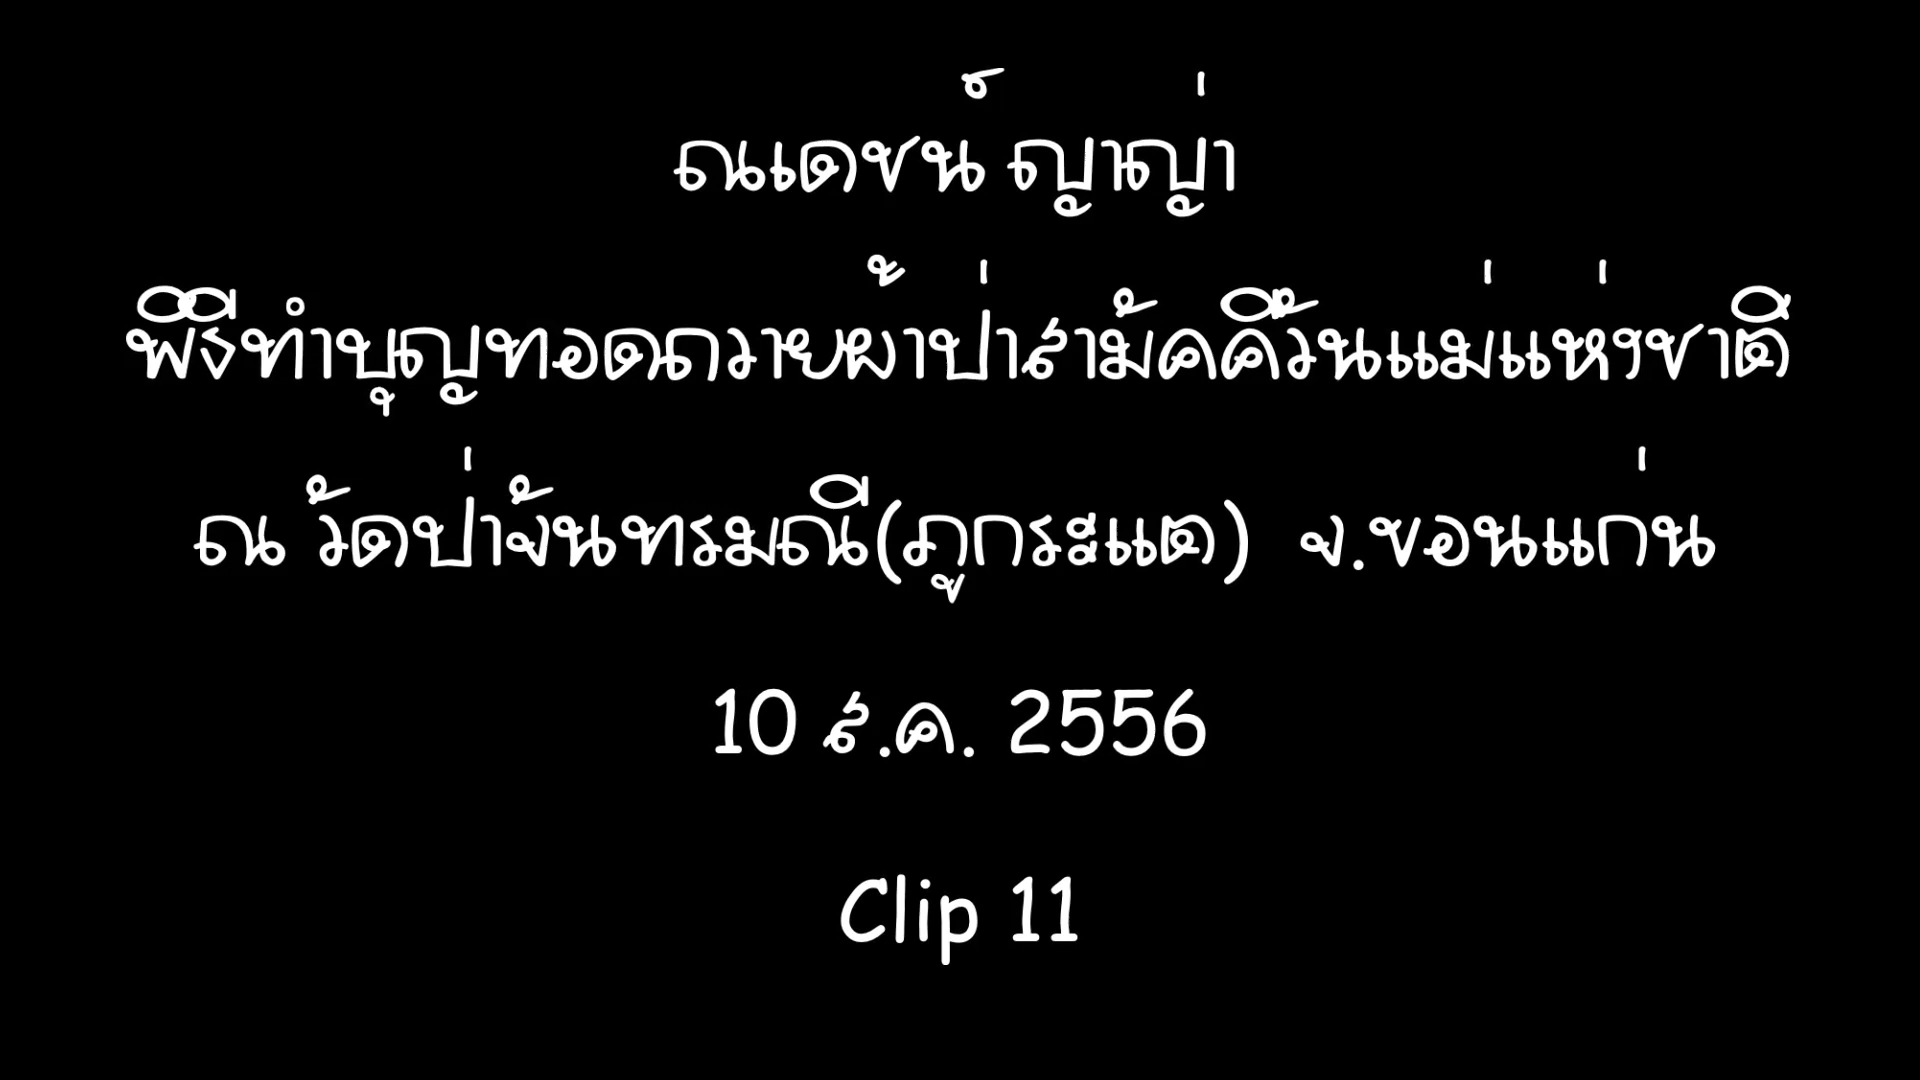 ณเดชน์ ญาญ่า
พิธีทำบุญทอดถวายผ้าป่าสามัคคีวันแม่แห่งชาติ
ณ วัดป่าจันทรมณี(ภูกระแต) จ.ขอนแก่น
10 ส.ค. 2556
Clip 11